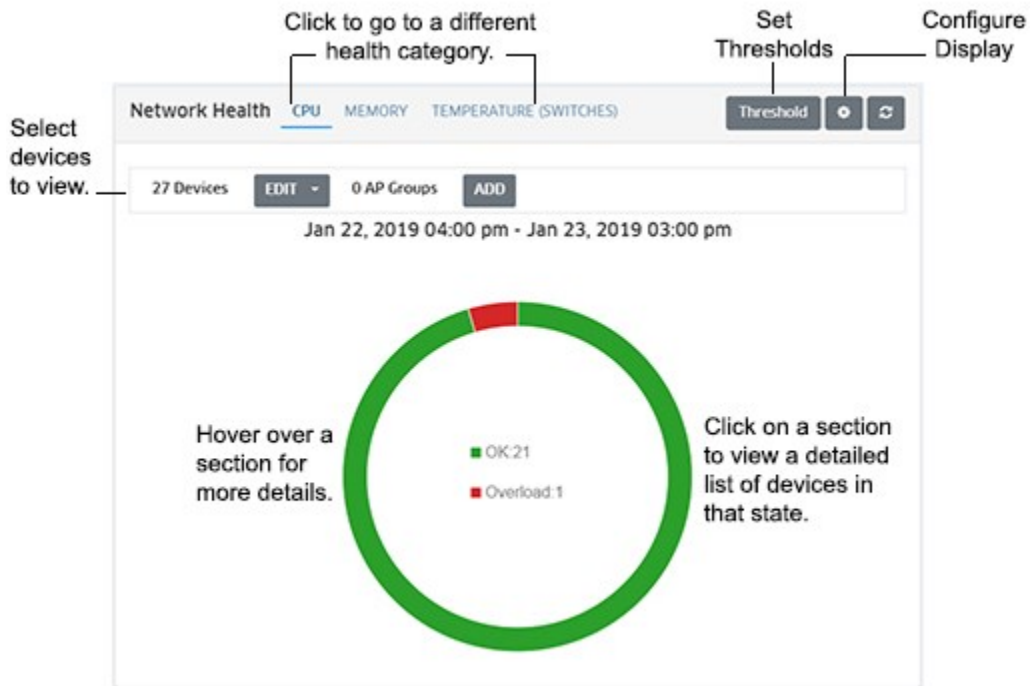 Click to go to a different
health category.
Set
Thresholds
Configure
Display
Network Health CPU MEMORY TEMPERATURE (SWITCHES) Threshold
Select
devices
to view.
27 Devices EDIT 0 AP Groups ADD
Jan 22, 2019 04:00 pm - Jan 23, 2019 03:00 pm
Hover over a
section for
more details.
OK:21
Overload:1
Click on a section
to view a detailed
list of devices in
that state.